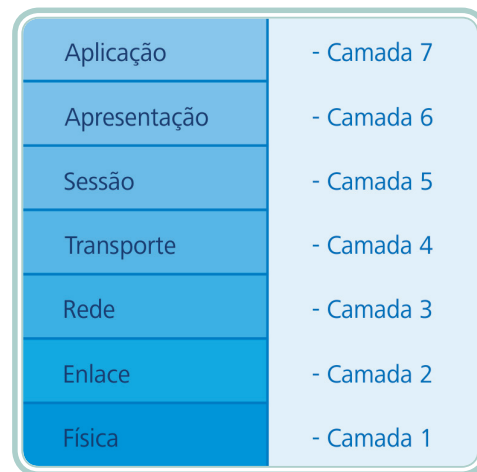 Aplicação - Camada 7
Apresentação - Camada 6
Sessão - Camada 5
Transporte - Camada 4
Rede - Camada 3
Enlace - Camada 2
Física - Camada 1